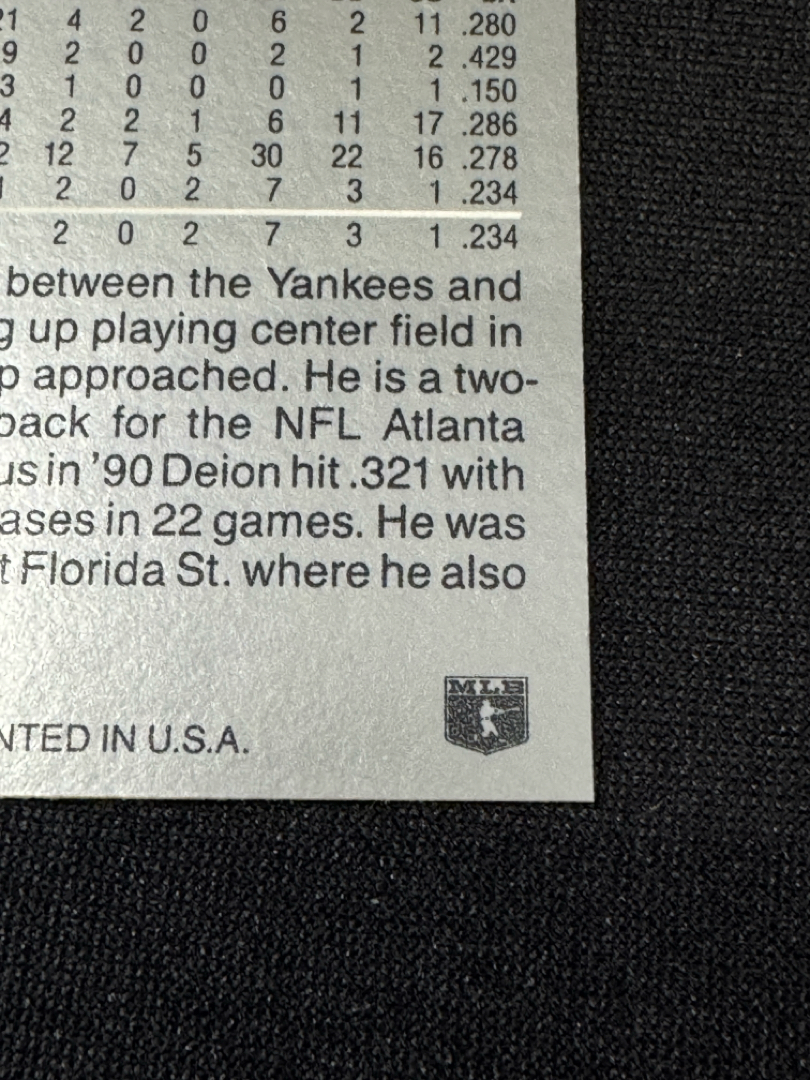 21 4 2 0 6 2 11 .280
9 2 0 0 2 1 2 .429
3 1 0 0 0 1 1 .150
4 2 2 1 6 11 17 .286
2 12 7 5 30 22 16 .278
2 0 2 7 3 1 .234
2 0 2 7 3 1 .234
between the Yankees and
g up playing center field in
p approached. He is a two-
back for the NFL Atlanta
us in '90 Deion hit .321 with
ases in 22 games. He was
t Florida St. where he also
MLB
NTED IN U.S.A.